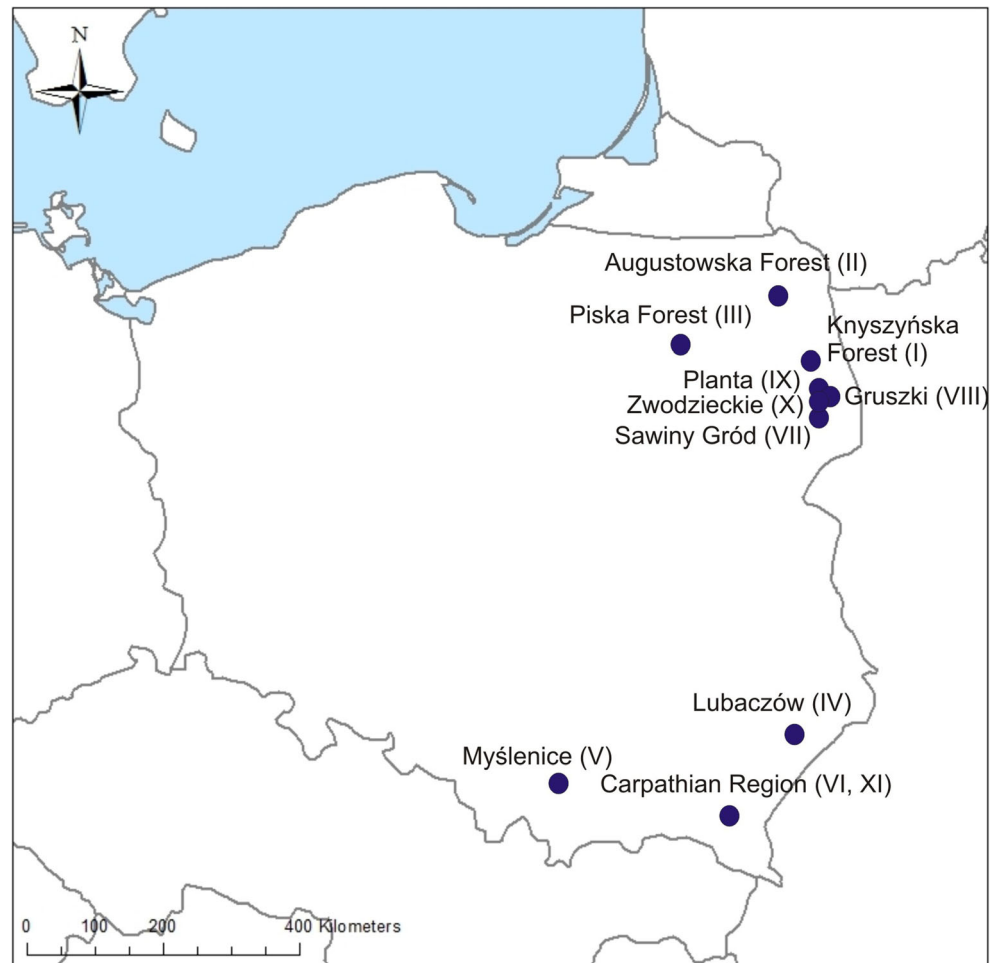 N
Augustowska Forest (II)
Piska Forest (III)
Knyszyńska
Forest (I)
Planta (IX)
Gruszki (VIII)
Zwodzieckie (X)
Sawiny Gród (VII)
Lubaczów (IV)
Myślenice (V)
Carpathian Region (VI, XI)
0 100 200 400 Kilometers